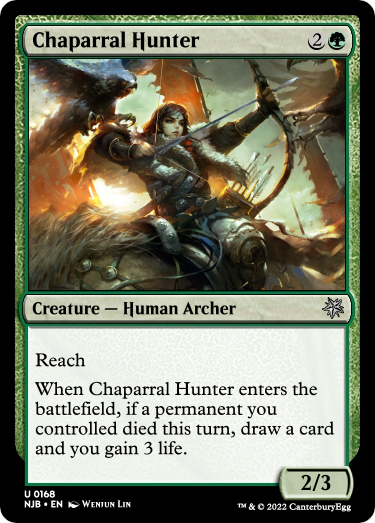 Chaparral Hunter 2
Creature — Human Archer
Reach
When Chaparral Hunter enters the
battlefield, if a permanent you
controlled died this turn, draw a card
and you gain 3 life.
2/3
U 0168
NJB • EN Wenjun Lin
™ & © 2022 CanterburyEgg